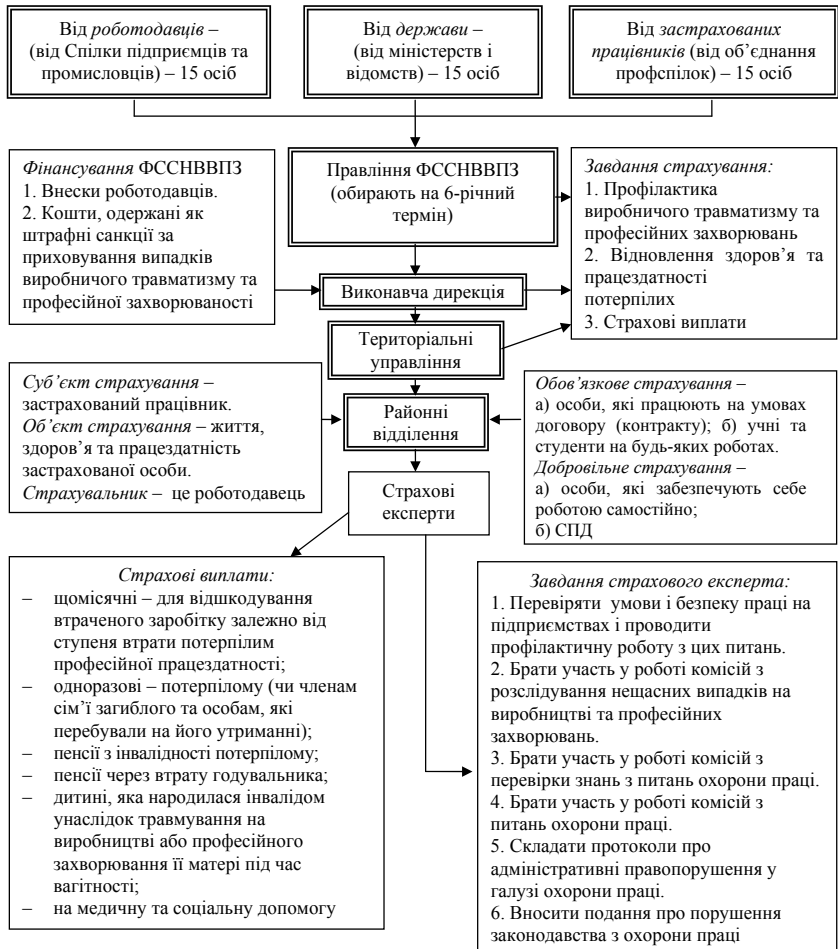 Від роботодавців –
(від Спілки підприємців та
промисловців) – 15 осіб
Від держави –
(від міністерств і
відомств) – 15 осіб
Від застрахованих
працівників (від об’єднання
профспілок) – 15 осіб
Фінансування ФССНВВПЗ
1. Внески роботодавців.
2. Кошти, одержані як
штрафні санкції за
приховування випадків
виробничого травматизму та
професійної захворюваності
Правління ФССНВВПЗ
(обирають на 6-річний
термін)
Завдання страхування:
1. Профілактика
виробничого травматизму та
професійних захворювань
2. Відновлення здоров’я та
працездатності
потерпілих
3. Страхові виплати
Виконавча дирекція
Територіальні
управління
Суб’єкт страхування –
застрахований працівник.
Об’єкт страхування – життя,
здоров’я та працездатність
застрахованої особи.
Страхувальник – це роботодавець
Районні
відділення
Обов’язкове страхування –
а) особи, які працюють на умовах
договору (контракту); б) учні та
студенти на будь-яких роботах.
Добровільне страхування –
а) особи, які забезпечують себе
роботою самостійно;
б) СПД
Страхові
експерти
Страхові виплати:
– щомісячні – для відшкодування
втраченого заробітку залежно від
ступеня втрати потерпілим
професійної працездатності;
– одноразові – потерпілому (чи членам
сім’ї загиблого та особам, які
перебували на його утриманні);
– пенсії з інвалідності потерпілому;
– пенсії через втрату годувальника;
– дитині, яка народилася інвалідом
унаслідок травмування на
виробництві або професійного
захворювання її матері під час
вагітності;
– на медичну та соціальну допомогу
Завдання страхового експерта:
1. Перевіряти умови і безпеку праці на
підприємствах і проводити
профілактичну роботу з цих питань.
2. Брати участь у роботі комісій з
розслідування нещасних випадків на
виробництві та професійних
захворювань.
3. Брати участь у роботі комісій з
перевірки знань з питань охорони праці.
4. Брати участь у роботі комісій з
питань охорони праці.
5. Складати протоколи про
адміністративні правопорушення у
галузі охорони праці.
6. Вносити подання про порушення
законодавства з охорони праці